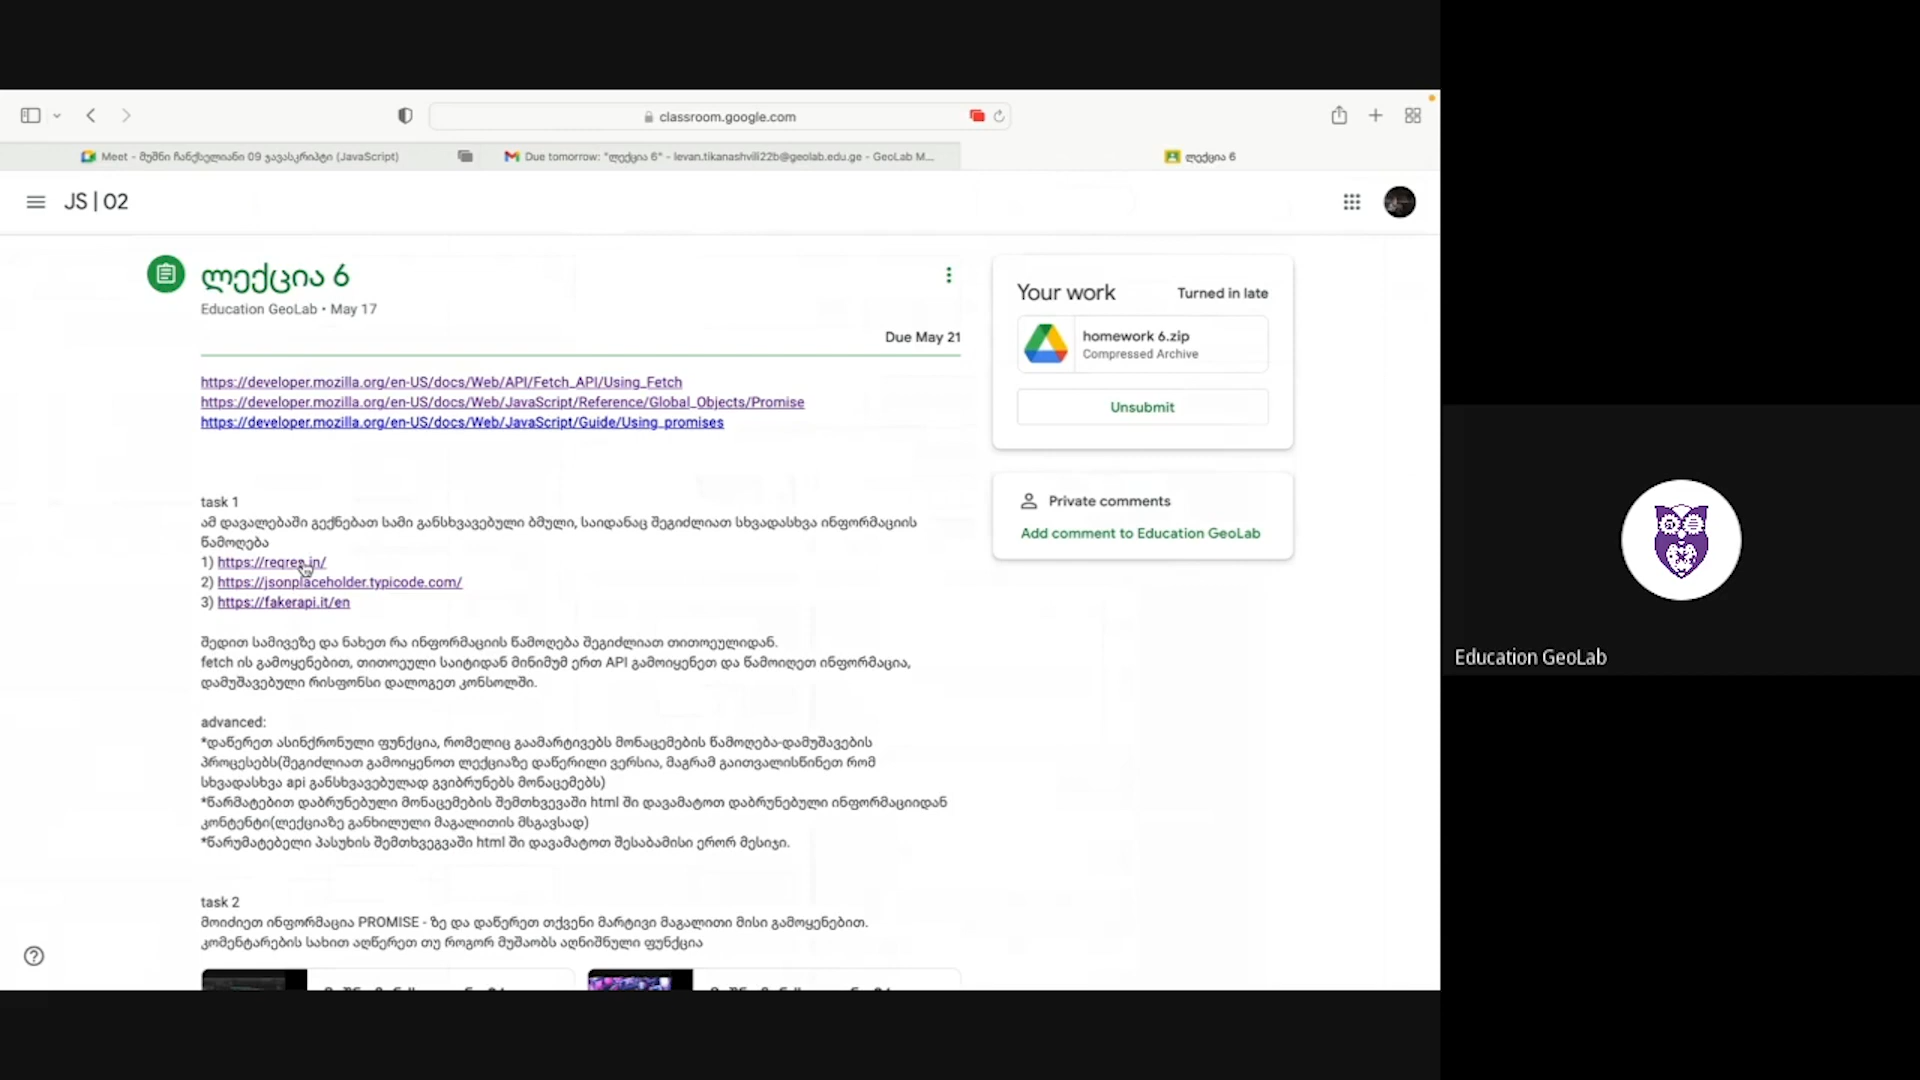 classroom.google.com
Meet - მუშნი ჩანქსელიანი 09 ჯავასკრიპტი (JavaScript)
Due tomorrow: "ლექცია 6" - levan.tikanashvili22b@geolab.edu.ge - GeoLab M...
ლექცია 6
JS | 02
ლექცია 6
Education GeoLab • May 17
Due May 21
https://developer.mozilla.org/en-US/docs/Web/API/Fetch_API/Using_Fetch
https://developer.mozilla.org/en-US/docs/Web/JavaScript/Reference/Global_Objects/Promise
https://developer.mozilla.org/en-US/docs/Web/JavaScript/Guide/Using_promises
task 1
ამ დავალებაში გექნებათ სამი განსხვავებული ბმული, საიდანაც შეგიძლიათ სხვადასხვა ინფორმაციის
წამოღება
1) https://reqres.in/
2) https://jsonplaceholder.typicode.com/
3) https://fakerapi.it/en
შედით სამივეზე და ნახეთ რა ინფორმაციის წამოღება შეგიძლიათ თითოეულიდან.
fetch ის გამოყენებით, თითოეული საიტიდან მინიმუმ ერთ API გამოიყენეთ და წამოიღეთ ინფორმაცია,
დამუშავებული რისფონსი დალოგეთ კონსოლში.
advanced:
*დაწერეთ ასინქრონული ფუნქცია, რომელიც გაამარტივებს მონაცემების წამოღება-დამუშავების
პროცესებს(შეგიძლიათ გამოიყენოთ ლექციაზე დაწერილი ვერსია, მაგრამ გაითვალისწინეთ რომ
სხვადასხვა api განსხვავებულად გვიბრუნებს მონაცემებს)
*წარმატებით დაბრუნებული მონაცემების შემთხვევაში html ში დავამატოთ დაბრუნებული ინფორმაციიდან
კონტენტი(ლექციაზე განხილული მაგალითის მსგავსად)
*წარუმატებელი პასუხის შემთხვეგვაში html ში დავამატოთ შესაბამისი ერორ მესიჯი.
task 2
მოიძიეთ ინფორმაცია PROMISE - ზე და დაწერეთ თქვენი მარტივი მაგალითი მისი გამოყენებით.
კომენტარების სახით აღწერეთ თუ როგორ მუშაობს აღნიშნული ფუნქცია
Your work
Turned in late
homework 6.zip
Compressed Archive
Unsubmit
Private comments
Add comment to Education GeoLab
Education GeoLab